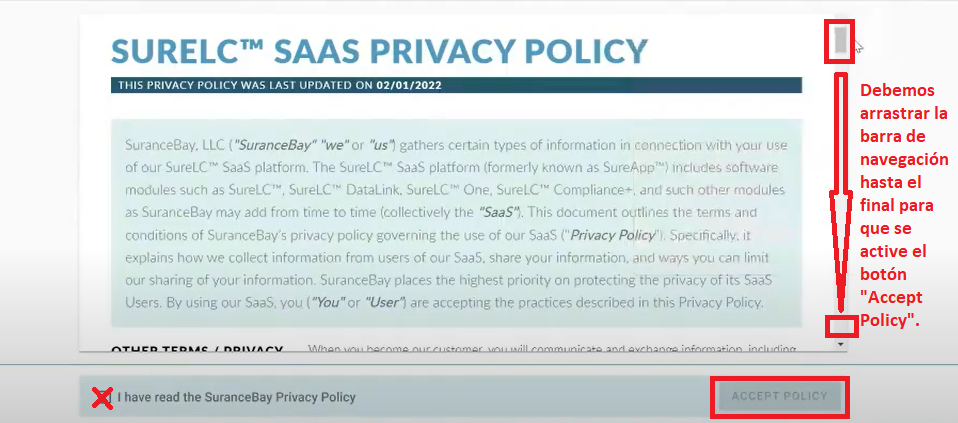 SURELC™ SAAS PRIVACY POLICY
THIS PRIVACY POLICY WAS LAST UPDATED ON 02/01/2022
SuranceBay, LLC ("SuranceBay" "we" or "us") gathers certain types of information in connection with your use
of our SureLC™ SaaS platform. The SureLC™ SaaS platform (formerly known as SureApp™) includes software
modules such as SureLC™, SureLC™ DataLink, SureLC™ One, SureLC™ Compliance+, and such other modules
as SuranceBay may add from time to time (collectively the "SaaS"). This document outlines the terms and
conditions of SuranceBay's privacy policy governing the use of our SaaS ("Privacy Policy"). Specifically, it
explains how we collect information from users of our SaaS, share your information, and ways you can limit
our sharing of your information. SuranceBay places the highest priority on protecting the privacy of its SaaS
Users. By using our SaaS, you ("You" or "User") are accepting the practices described in this Privacy Policy.
OTHER TERMS / PRIVACY
When you become our customer, you will communicate and exchange information, including
I have read the SuranceBay Privacy Policy
ACCEPT POLICY
Debemos
arrastrar la
barra de
navegación
hasta el
final para
que se
active el
botón
"Accept
Policy".